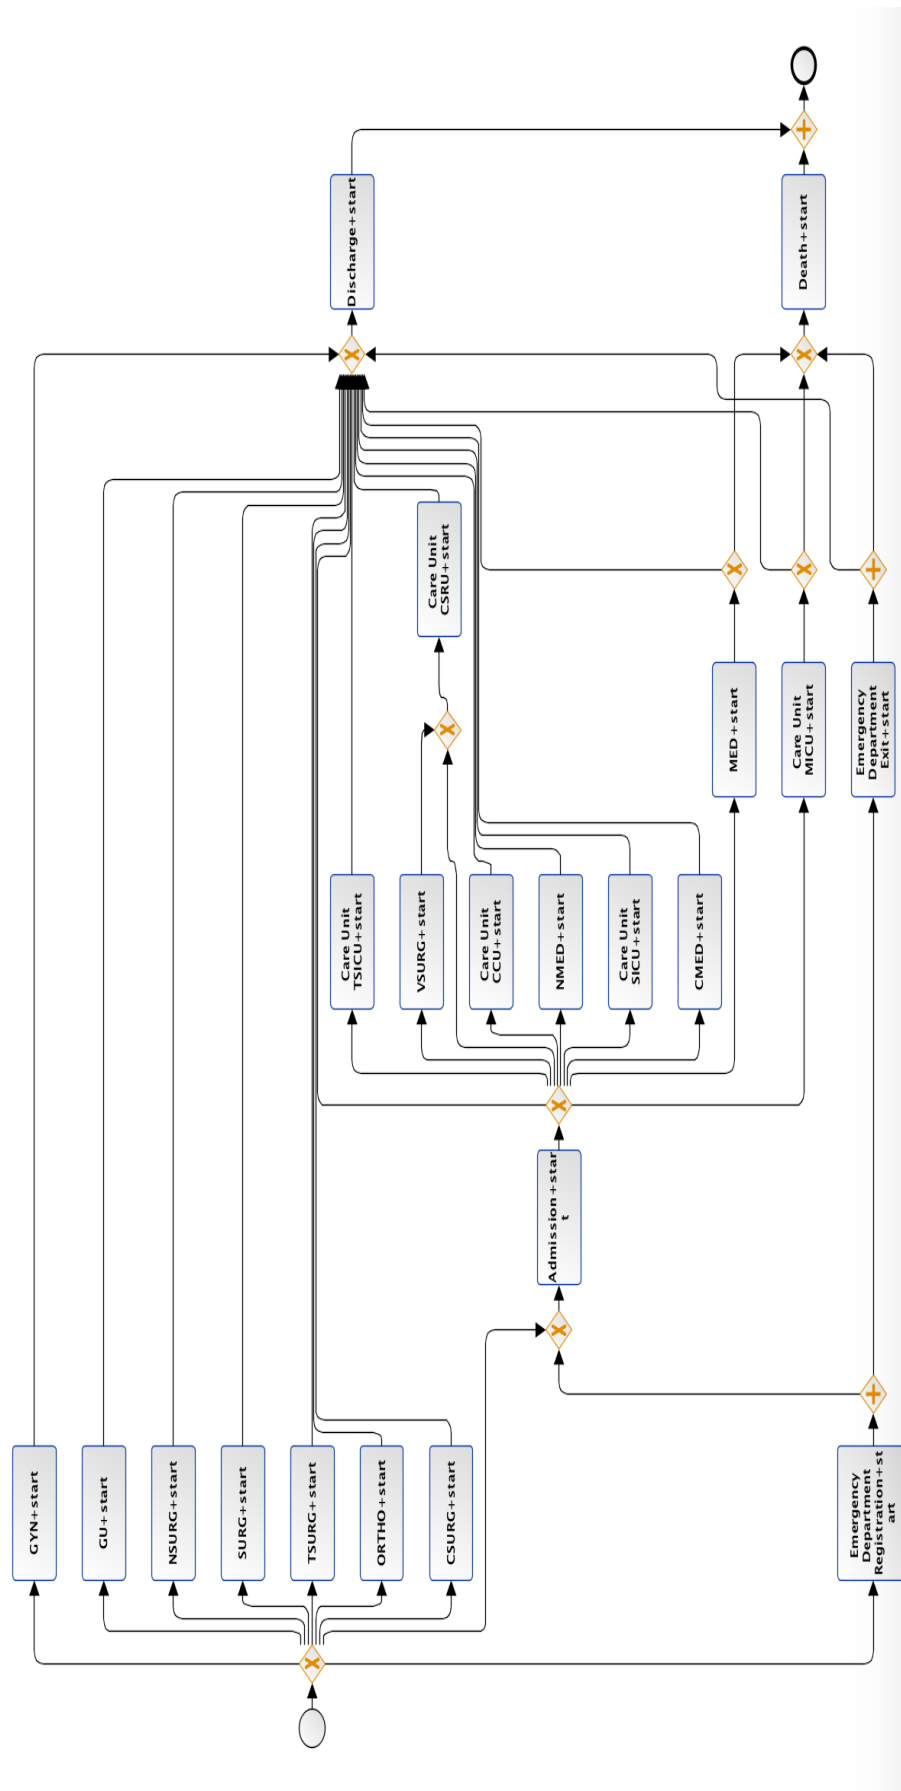 Discharge+start
Death+start
Care Unit
CSRU+start
MED+start
Care Unit
MICU+start
Emergency
Department
Exit+start
Care Unit
TSICU+start
VSURG+start
Care Unit
CCU+start
NMED+start
Care Unit
SICU+start
CMED+start
Admission+star
t
GYN+start
GU+start
NSURG+start
SURG+start
TSURG+start
ORTHO+start
CSURG+start
Emergency
Department
Registration+st
art